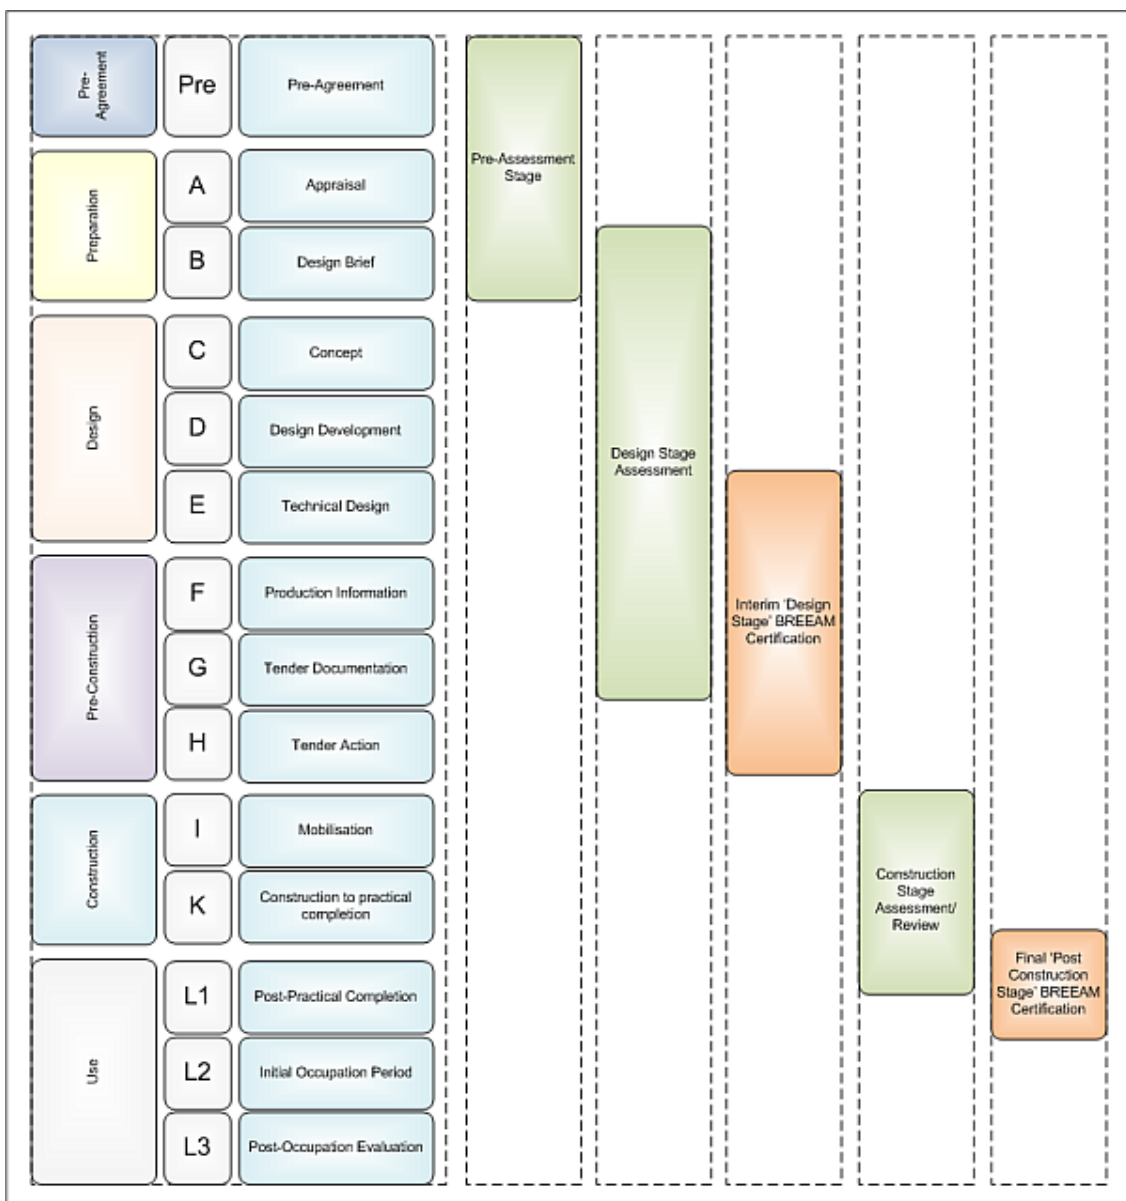 Pre-
Agreement
Pre
Pre-Agreement
Preparation
A
Appraisal
B
Design Brief
Design
C
Concept
D
Design Development
E
Technical Design
Pre-Construction
F
Production Information
G
Tender Documentation
H
Tender Action
Construction
I
Mobilisation
K
Construction to practical
completion
Use
L1
Post-Practical Completion
L2
Initial Occupation Period
L3
Post-Occupation Evaluation
Pre-Assessment
Stage
Design Stage
Assessment
Interim 'Design
Stage' BREEAM
Certification
Construction
Stage
Assessment/
Review
Final 'Post
Construction
Stage' BREEAM
Certification